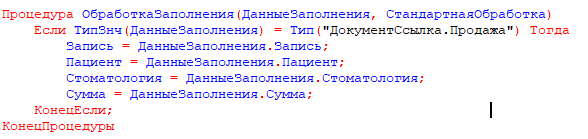 Процедура ОбработкаЗаполнения(ДанныеЗаполнения, СтандартнаяОбработка)
Если ТипЗнч(ДанныеЗаполнения) = Тип("ДокументСсылка.Продажа") Тогда
Запись = ДанныеЗаполнения.Запись;
Пациент = ДанныеЗаполнения.Пациент;
Стоматология = ДанныеЗаполнения.Стоматология;
Сумма = ДанныеЗаполнения.Сумма;
КонецЕсли;
КонецПроцедуры